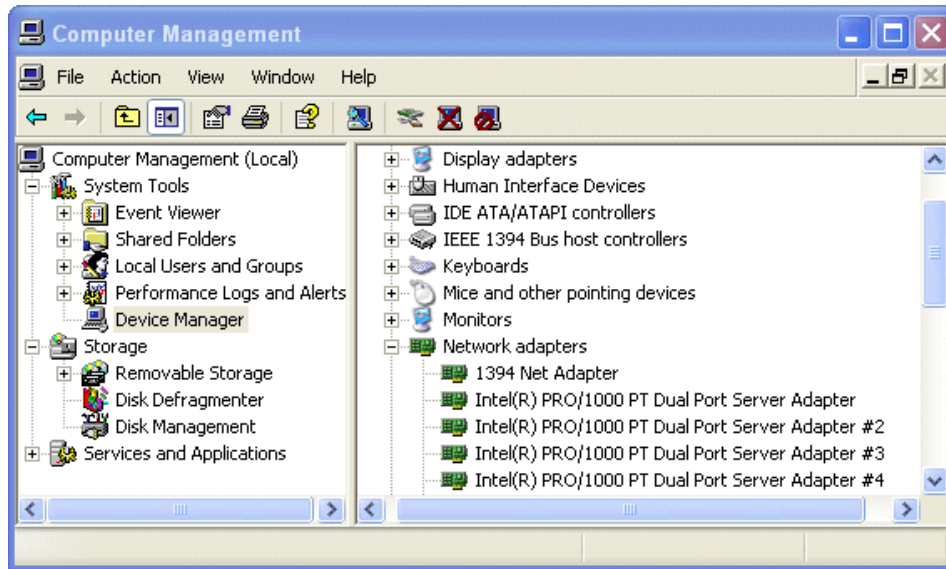 Computer Management
File Action View Window Help
Computer Management (Local)
System Tools
Event Viewer
Shared Folders
Local Users and Groups
Performance Logs and Alerts
Device Manager
Storage
Removable Storage
Disk Defragmenter
Disk Management
Services and Applications
Display adapters
Human Interface Devices
IDE ATA/ATAPI controllers
IEEE 1394 Bus host controllers
Keyboards
Mice and other pointing devices
Monitors
Network adapters
1394 Net Adapter
Intel(R) PRO/1000 PT Dual Port Server Adapter
Intel(R) PRO/1000 PT Dual Port Server Adapter #2
Intel(R) PRO/1000 PT Dual Port Server Adapter #3
Intel(R) PRO/1000 PT Dual Port Server Adapter #4